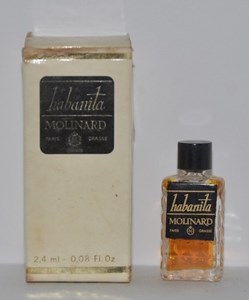 habanita
MOLINARD
PARIS GRASSE
2,4 ml - 0,08 Fl.Oz
habanita
MOLINARD
PARIS GRASSE